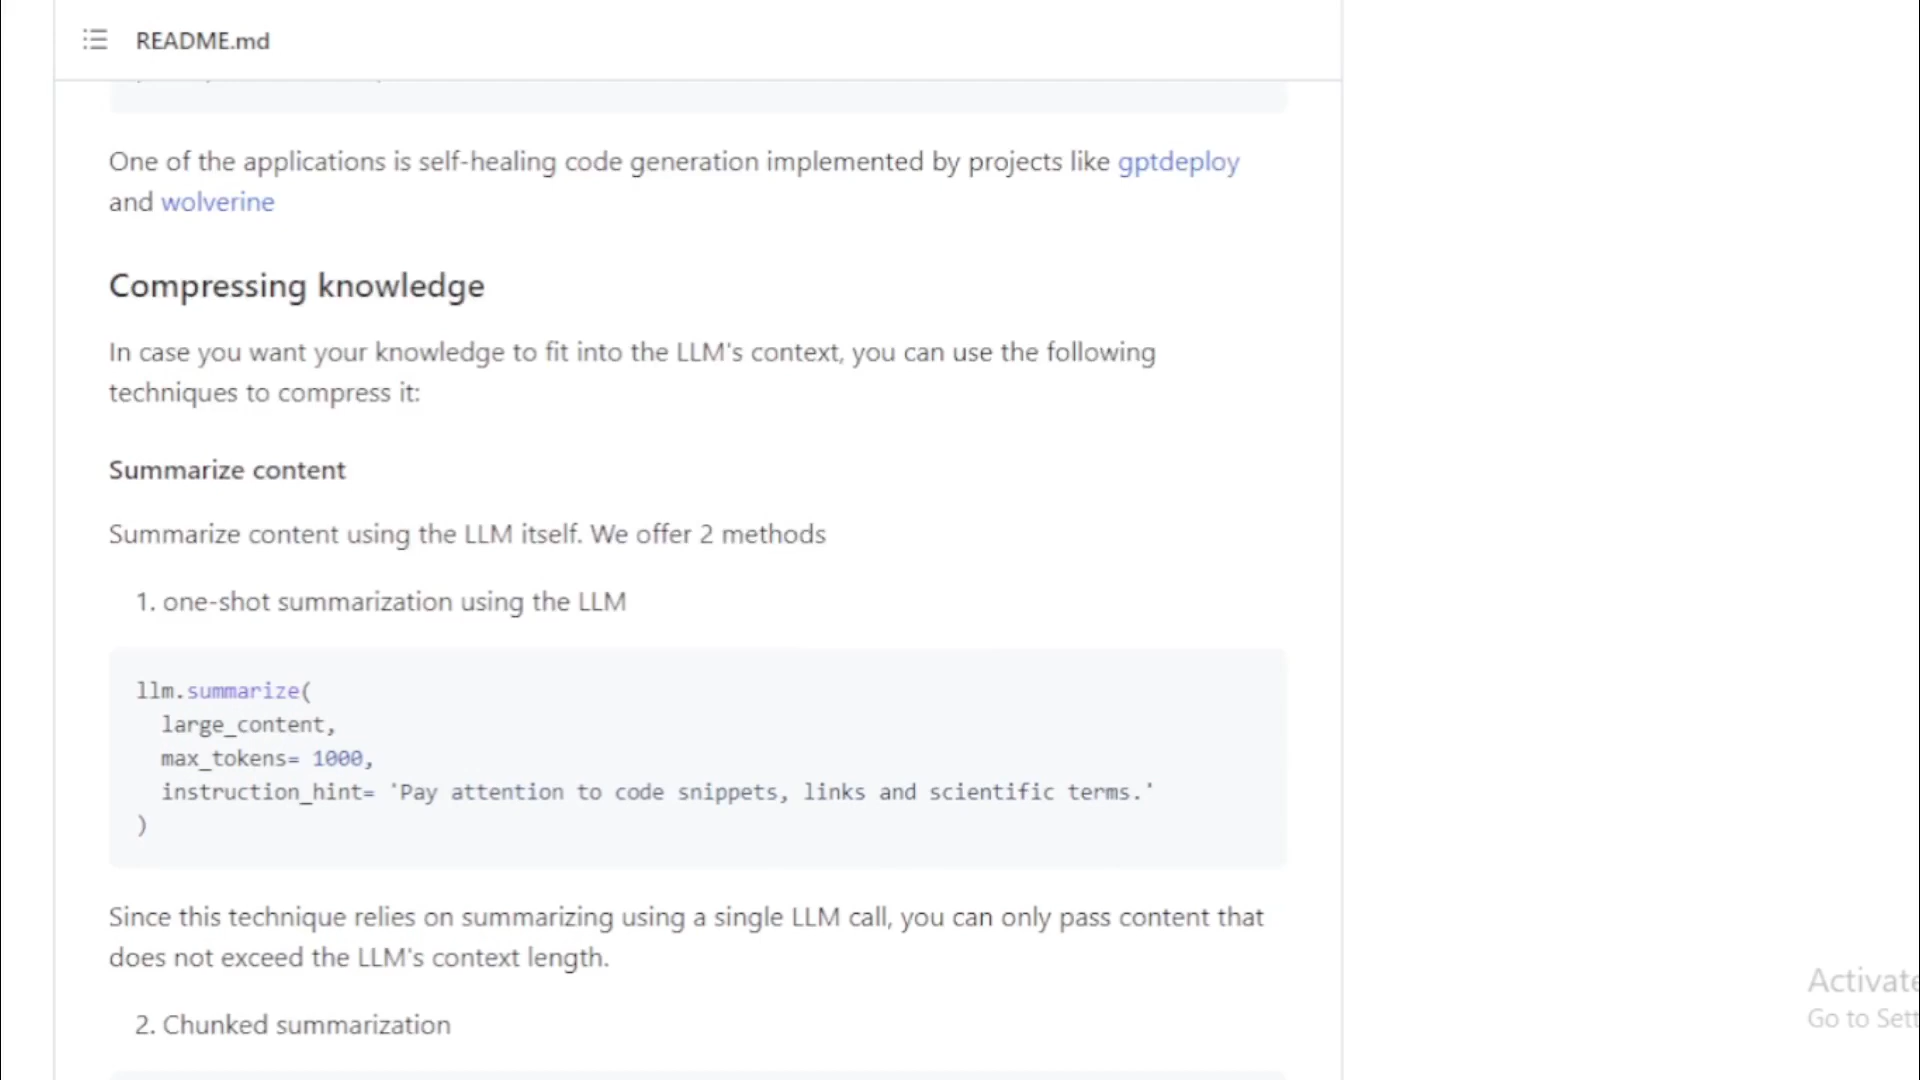 README.md
One of the applications is self-healing code generation implemented by projects like gptdeploy
and wolverine
Compressing knowledge
In case you want your knowledge to fit into the LLM's context, you can use the following
techniques to compress it:
Summarize content
Summarize content using the LLM itself. We offer 2 methods
1. one-shot summarization using the LLM
llm.summarize(
large_content,
max_tokens= 1000,
instruction_hint= 'Pay attention to code snippets, links and scientific terms.'
)
Since this technique relies on summarizing using a single LLM call, you can only pass content that
does not exceed the LLM's context length.
2. Chunked summarization
Activate
Go to Sett